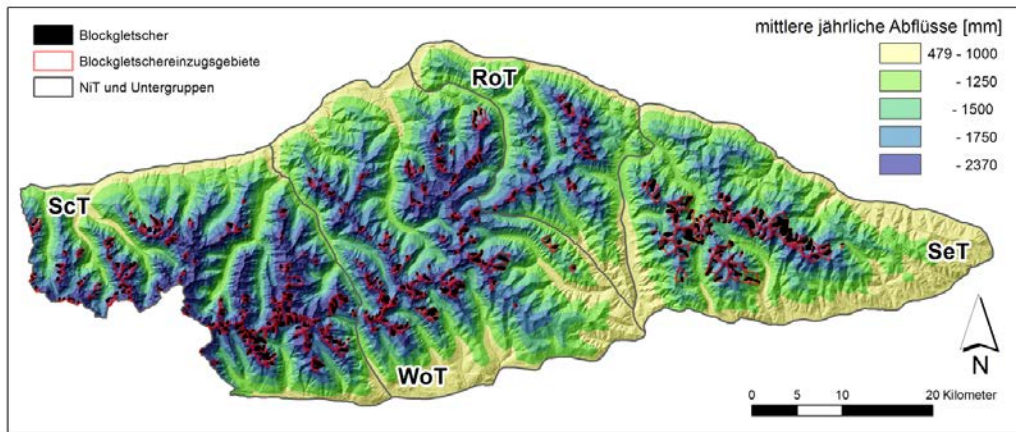 Blockgletscher
Blockgletschereinzugsgebiete
NiT und Untergruppen
mittlere jährliche Abflüsse [mm]
479 - 1000
- 1250
- 1500
- 1750
- 2370
RoT
ScT
SeT
WoT
N
0 5 10 20 Kilometer